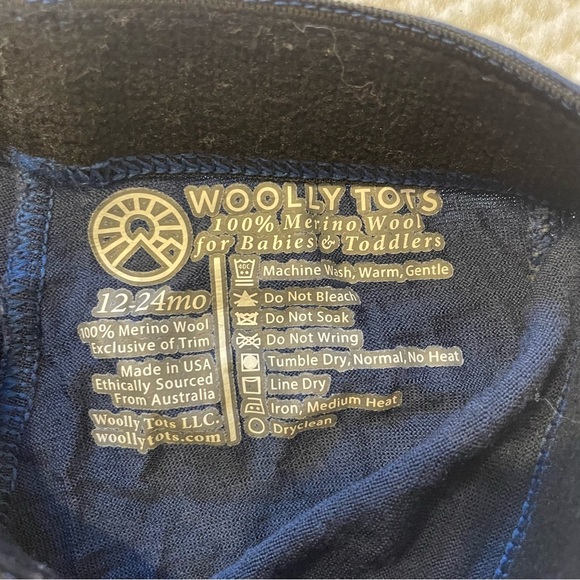 WOOLLY TOTS
100% Merino Wool
for Babies & Toddlers
12-24mo
100% Merino Wool
Exclusive of Trim
Made in USA
Ethically Sourced
From Australia
Woolly Tots LLC.
woollytots.com
40C
Machine Wash, Warm, Gentle
Do Not Bleach
Do Not Soak
Do Not Wring
Tumble Dry, Normal, No Heat
Line Dry
Iron, Medium Heat
Dryclean